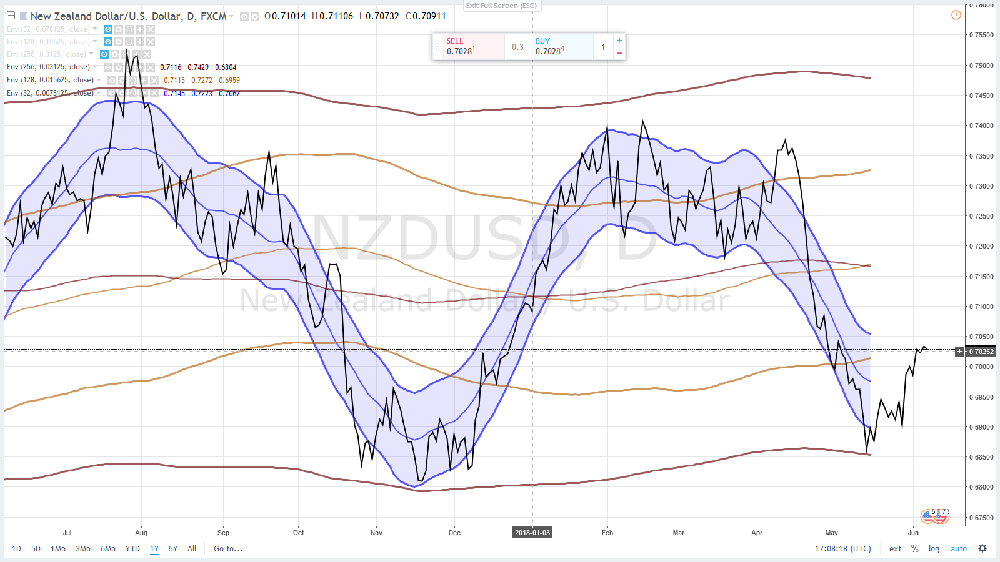 Exit Full Screen (ESC)
New Zealand Dollar/U.S. Dollar, D, FXCM O0.71014 H0.71106 L0.70732 C0.70911
Env (32, 0.078125, close)
Env (128, 0.15625, close)
Env (256, 0.3125, close)
Env (256, 0.03125, close) 0.7116 0.7429 0.6804
Env (128, 0.015625, close) 0.7115 0.7272 0.6959
Env (32, 0.0078125, close) 0.7145 0.7223 0.7067
SELL
0.70281
0.3
BUY
0.70284
1
NZDUSD, D
New Zealand Dollar / U.S. Dollar
0.76000
0.75500
0.75000
0.74500
0.74000
0.73500
0.73000
0.72500
0.72000
0.71500
0.71000
0.70500
0.70252
0.70000
0.69500
0.69000
0.68500
0.68000
0.67500
5 7
Jul Aug Sep Oct Nov Dec 2018-01-03 Feb Mar Apr May Jun
1D 5D 1Mo 3Mo 6Mo YTD 1Y 5Y All Go to... 17:08:18 (UTC) ext % log auto